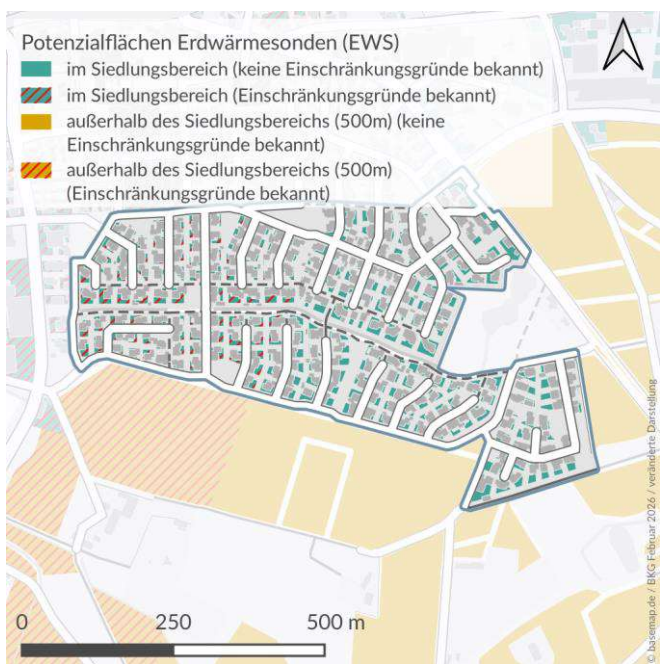 Potenzialflächen Erdwärmesonden (EWS)
im Siedlungsbereich (keine Einschränkungsgründe bekannt)
im Siedlungsbereich (Einschränkungsgründe bekannt)
außerhalb des Siedlungsbereichs (500m) (keine
Einschränkungsgründe bekannt)
außerhalb des Siedlungsbereichs (500m)
(Einschränkungsgründe bekannt)
0 250 500 m
© basemap.de / BKG Februar 2026 / veränderte Darstellung